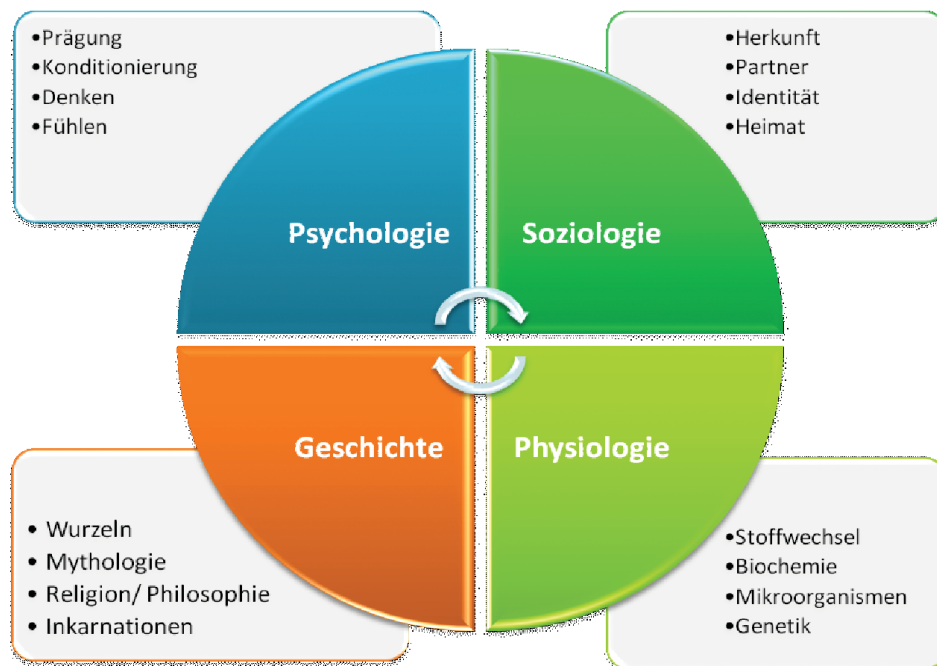 •Prägung
•Konditionierung
•Denken
•Fühlen
•Herkunft
•Partner
•Identität
•Heimat
Psychologie
Soziologie
Geschichte
Physiologie
• Wurzeln
• Mythologie
• Religion/ Philosophie
• Inkarnationen
•Stoffwechsel
•Biochemie
•Mikroorganismen
•Genetik